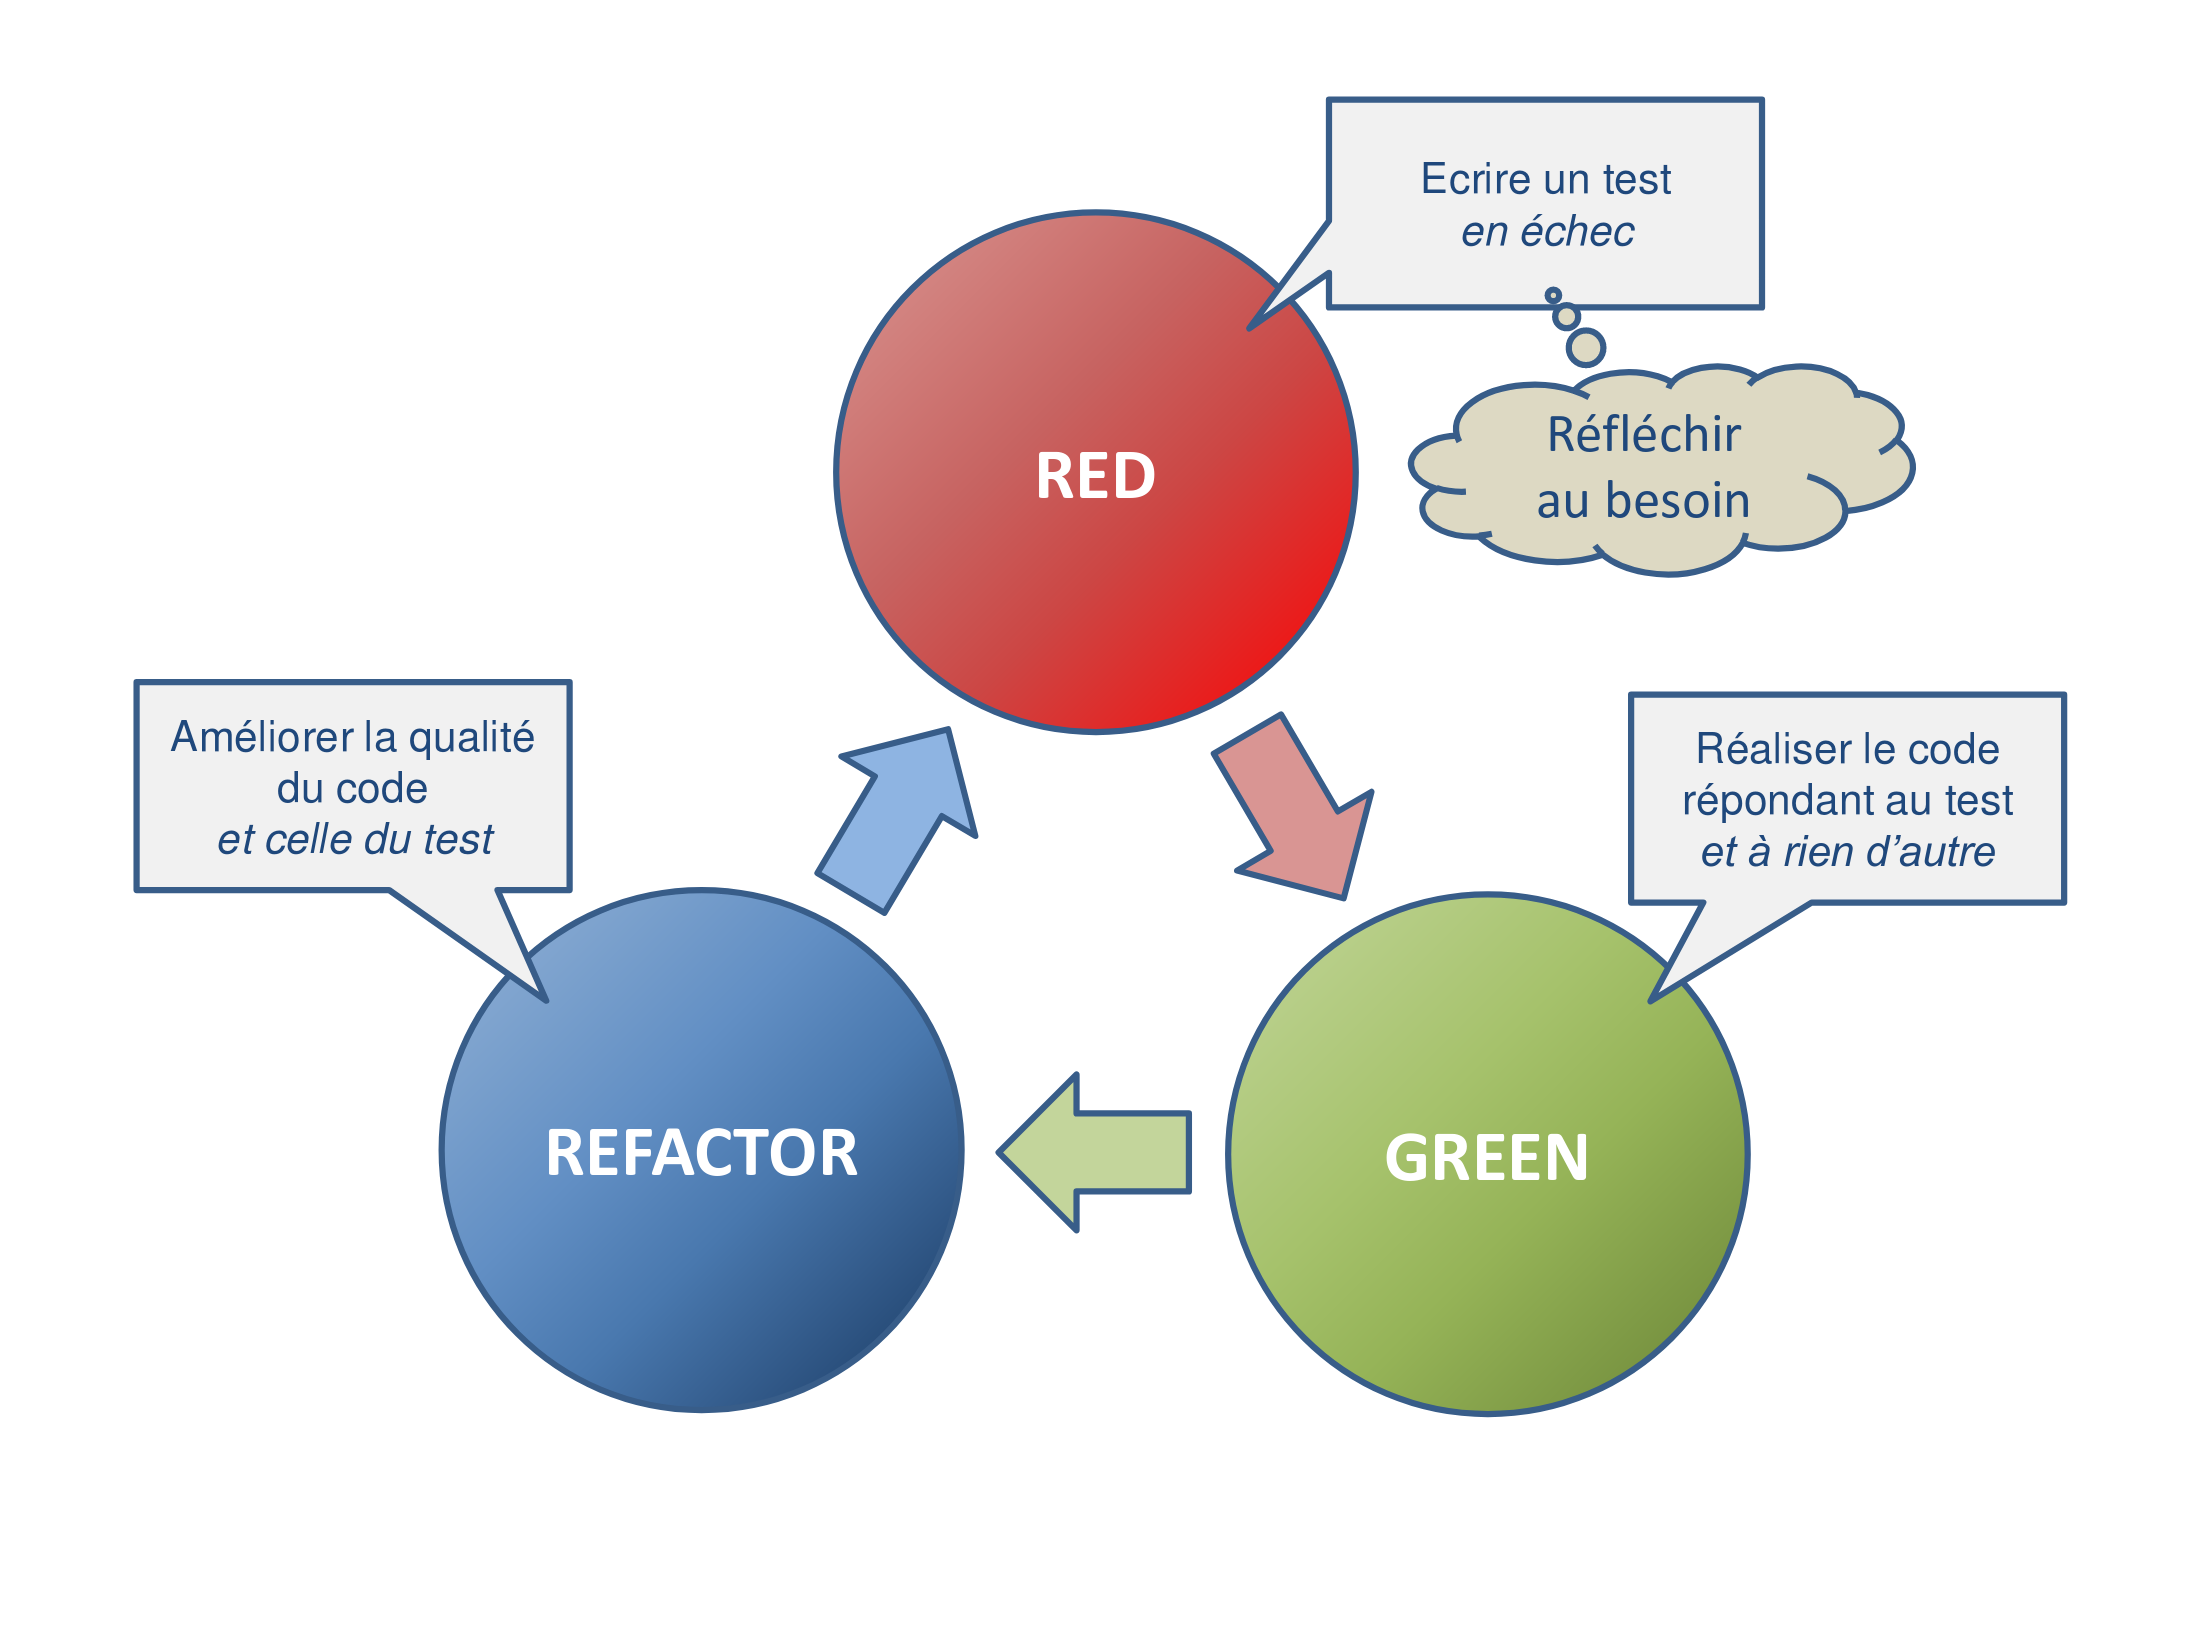 Ecrire un test
en échec
RED
Réfléchir
au besoin
Améliorer la qualité
du code
et celle du test
Réaliser le code
répondant au test
et à rien d’autre
REFACTOR
GREEN